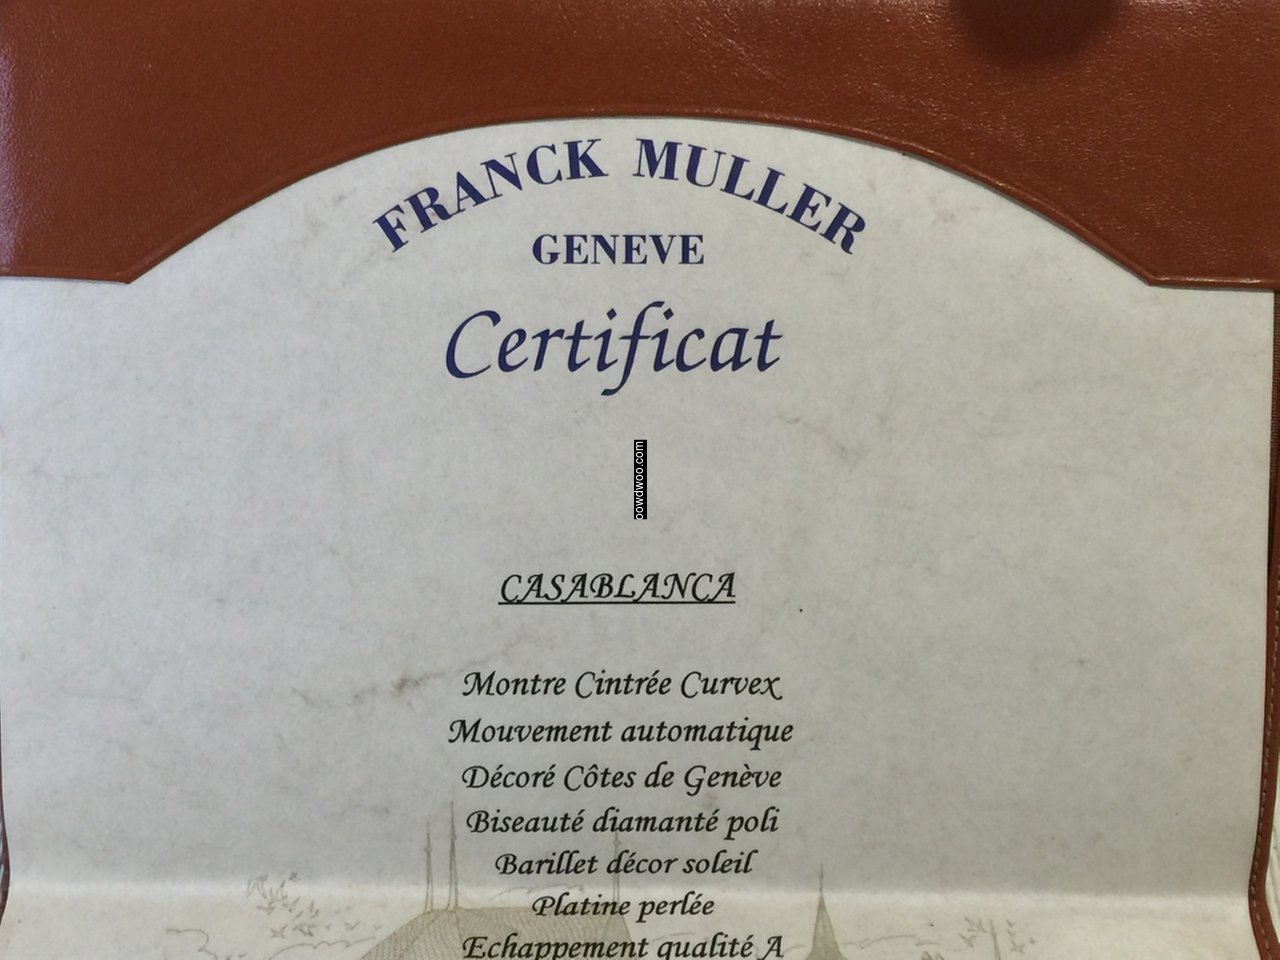 FRANCK MULLER
GENEVE
Certificat
powdwoo.com
CASABLANCA
Montre Cintrée Curvex
Mouvement automatique
Décoré Côtes de Genève
Biseauté diamanté poli
Barillet décor soleil
Platine perlée
Echappement qualité A